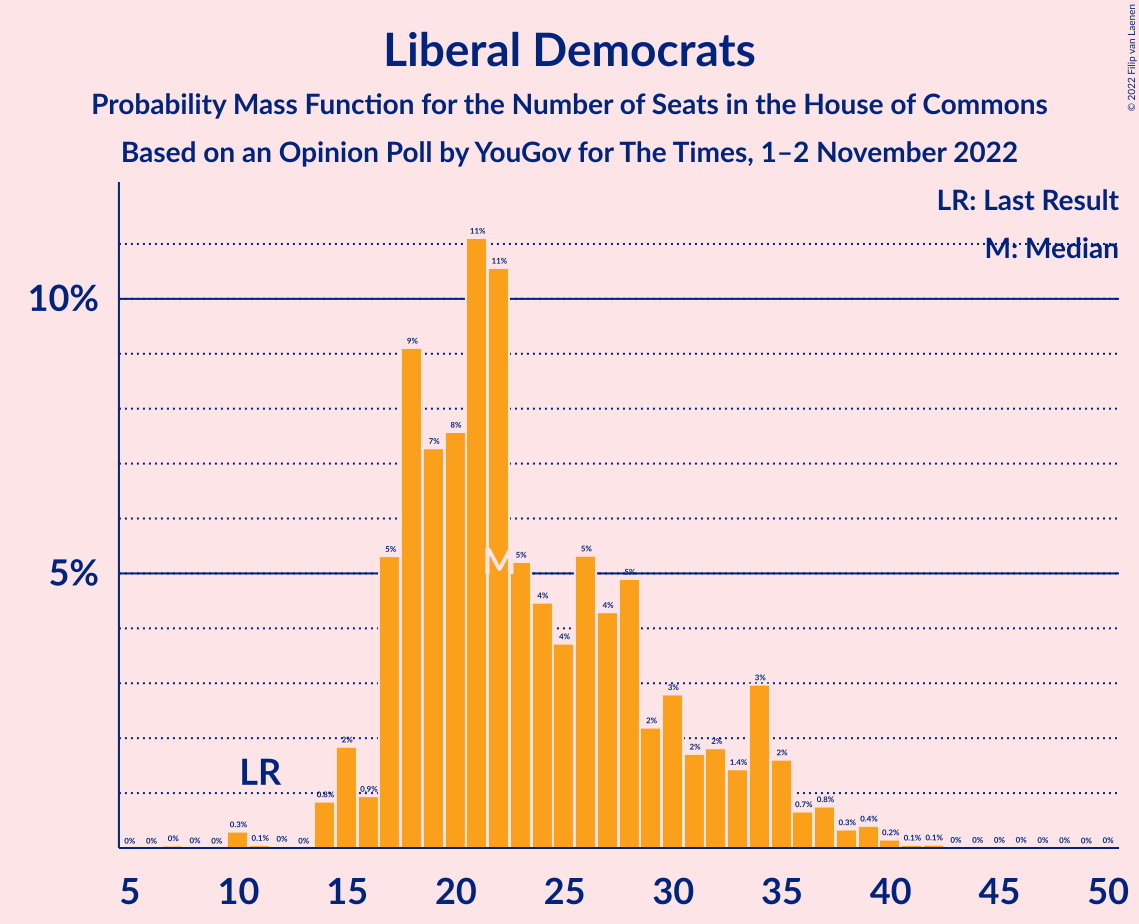 Liberal Democrats
Probability Mass Function for the Number of Seats in the House of Commons
Based on an Opinion Poll by YouGov for The Times, 1–2 November 2022
© 2022 Filip van Laenen
LR: Last Result
M: Median
10%
5%
0% 0% 0% 0% 0% 0.3% 0.1% 0% 0% 0.8% 2% 0.9% 5% 9% 7% 8% 11% 11% 5% 4% 4% 5% 4% 5% 2% 3% 2% 2% 1.4% 3% 2% 0.7% 0.8% 0.3% 0.4% 0.2% 0.1% 0.1% 0% 0% 0% 0% 0% 0% 0% 0%
LR
M
5 10 15 20 25 30 35 40 45 50